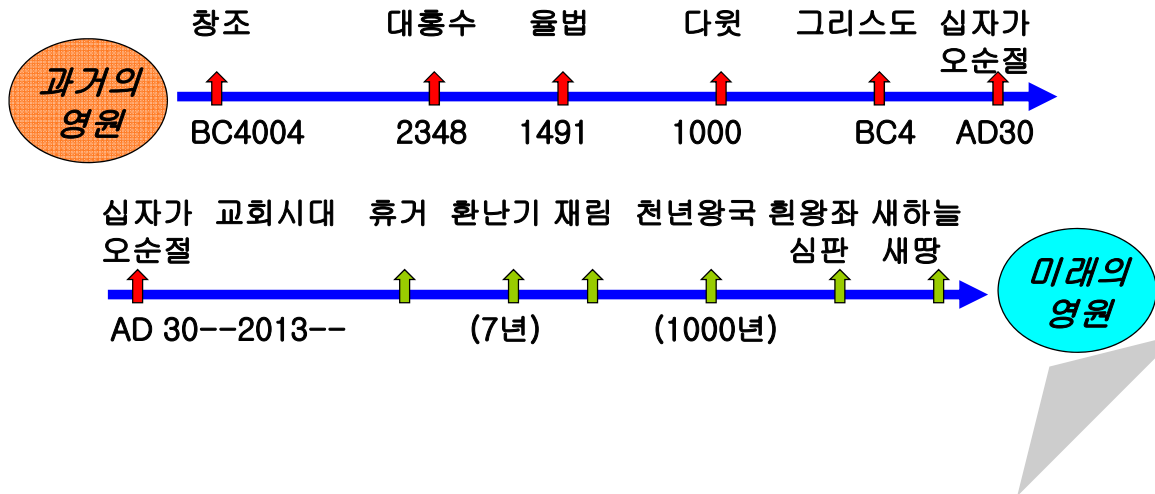 창조 대홍수 율법 다윗 그리스도 십자가
오순절
과거의
영원
BC4004 2348 1491 1000 BC4 AD30
십자가 교회시대 휴거 환난기 재림 천년왕국 흰왕좌 새하늘
오순절 심판 새땅
미래의
영원
AD 30--2013-- (7년) (1000년)